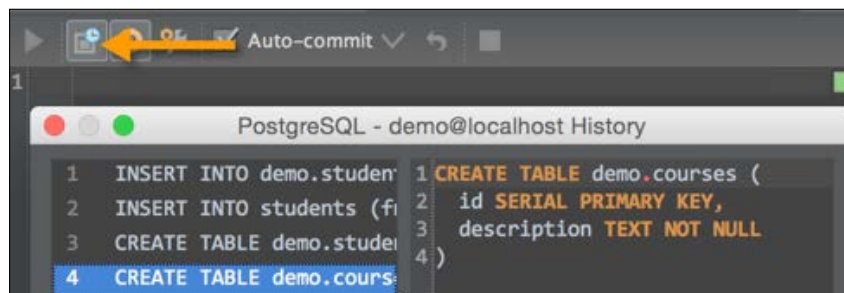 Auto-commit
1
PostgreSQL - demo@localhost History
1 INSERT INTO demo.studen
2 INSERT INTO students (fi
3 CREATE TABLE demo.studen
4 CREATE TABLE demo.cours
1 CREATE TABLE demo.courses (
2 id SERIAL PRIMARY KEY,
3 description TEXT NOT NULL
4 )